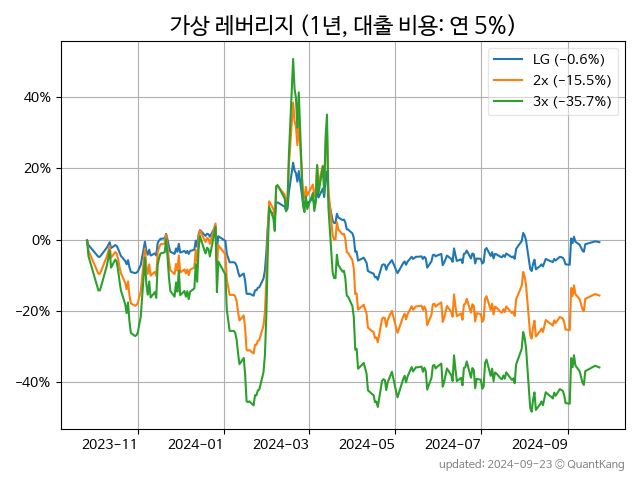 가상 레버리지 (1년, 대출 비용: 연 5%)
LG (−0.6%)
2x (−15.5%)
3x (−35.7%)
40%
20%
0%
−20%
−40%
2023-11 2024-01 2024-03 2024-05 2024-07 2024-09
updated: 2024-09-23 © QuantKang